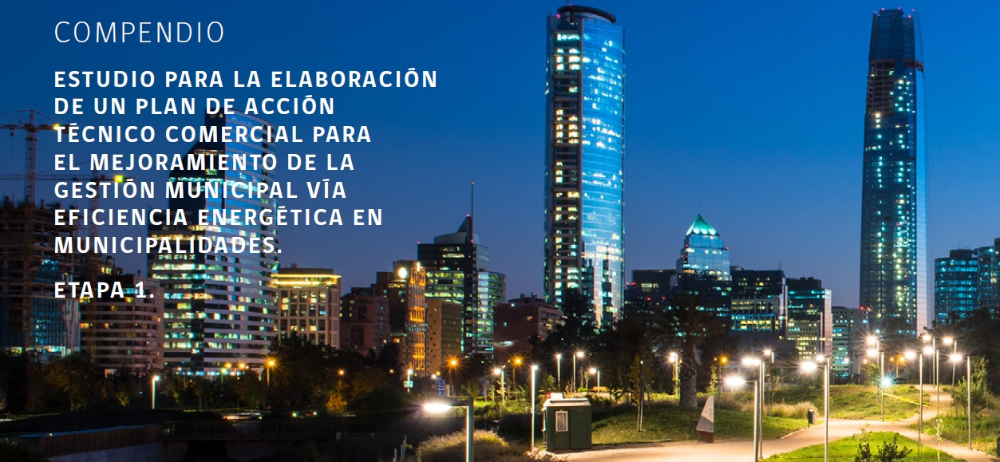 COMPENDIO
ESTUDIO PARA LA ELABORACIÓN
DE UN PLAN DE ACCIÓN
TÉCNICO COMERCIAL PARA
EL MEJORAMIENTO DE LA
GESTIÓN MUNICIPAL VÍA
EFICIENCIA ENERGÉTICA EN
MUNICIPALIDADES.
ETAPA 1.